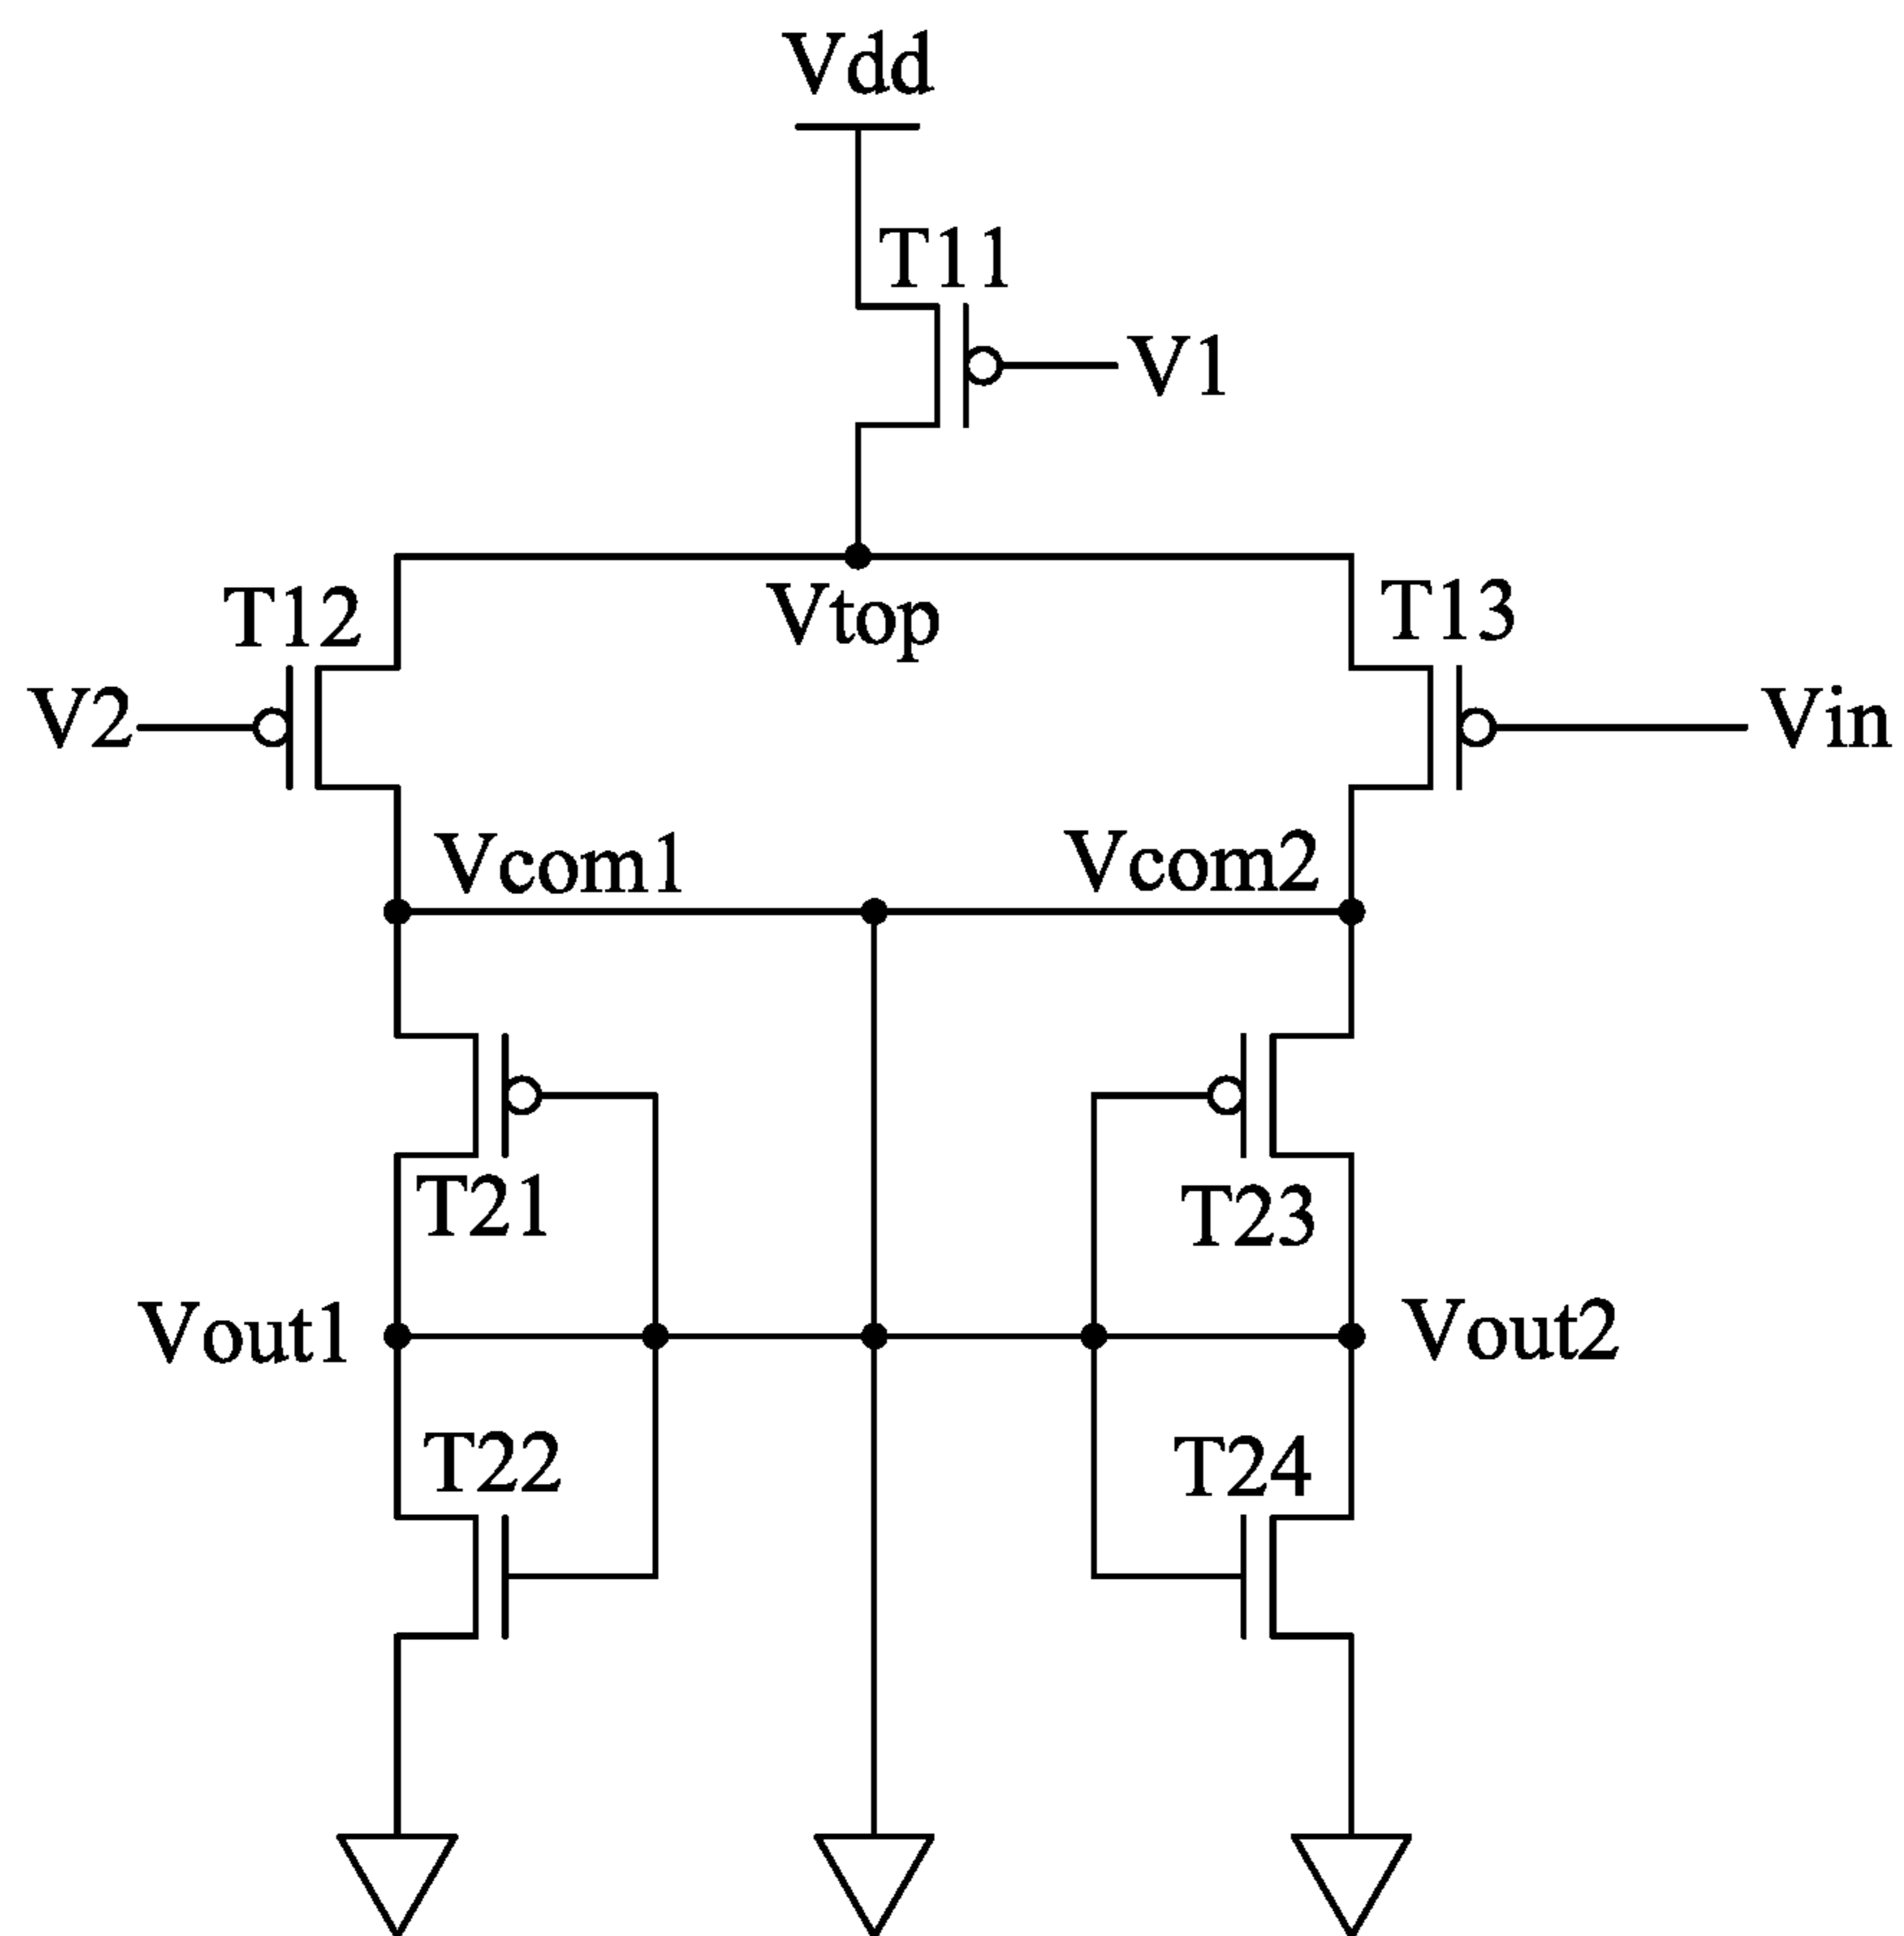 Vdd
T11
V1
Vtop
T12
T13
V2
Vin
Vcom1
Vcom2
T21
T23
Vout1
Vout2
T22
T24